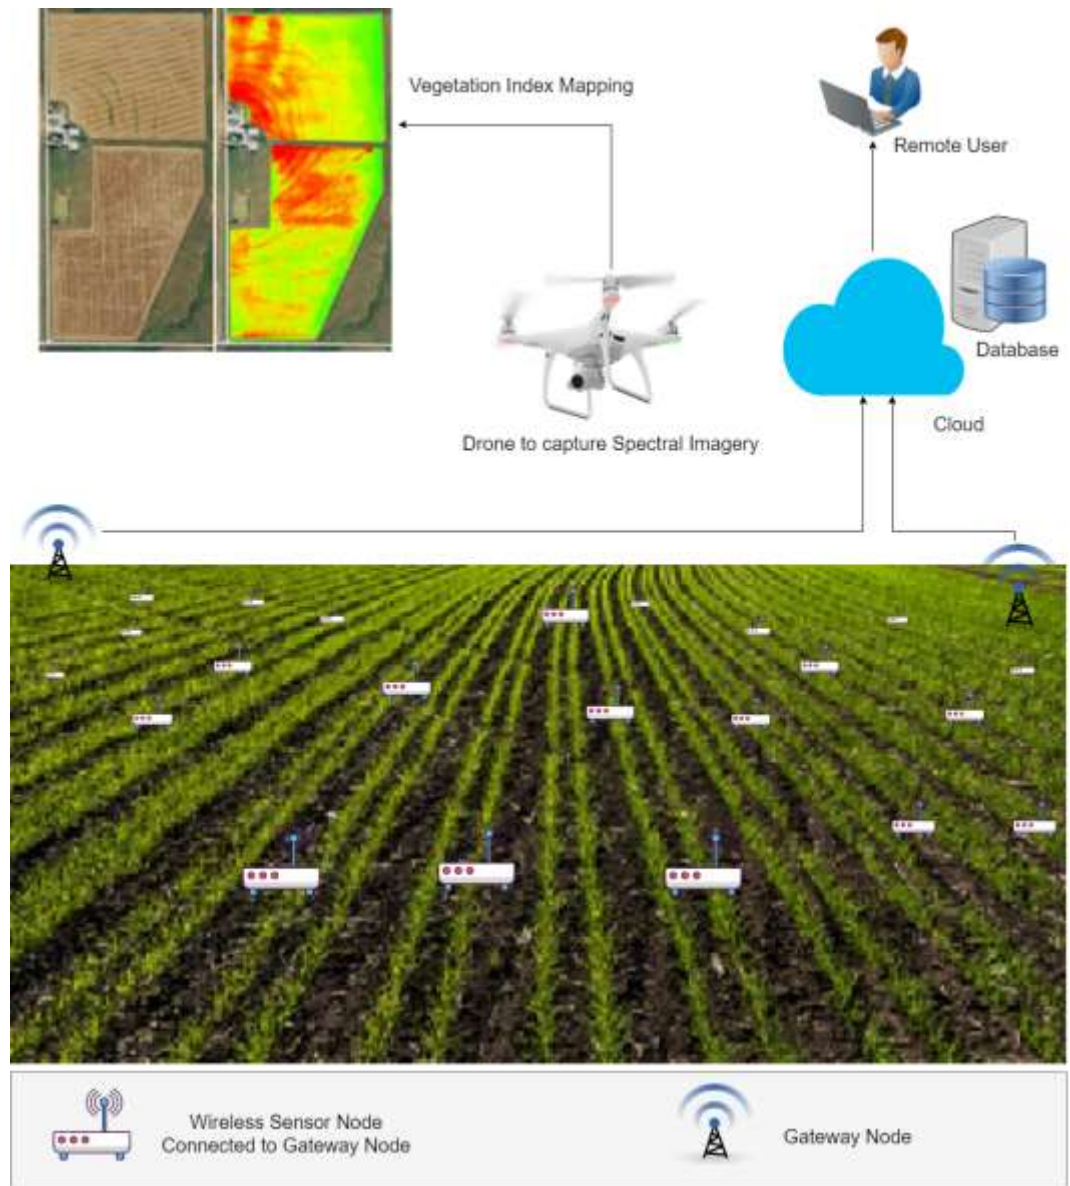 Vegetation Index Mapping
Remote User
Database
Cloud
Drone to capture Spectral Imagery
Wireless Sensor Node
Connected to Gateway Node
Gateway Node